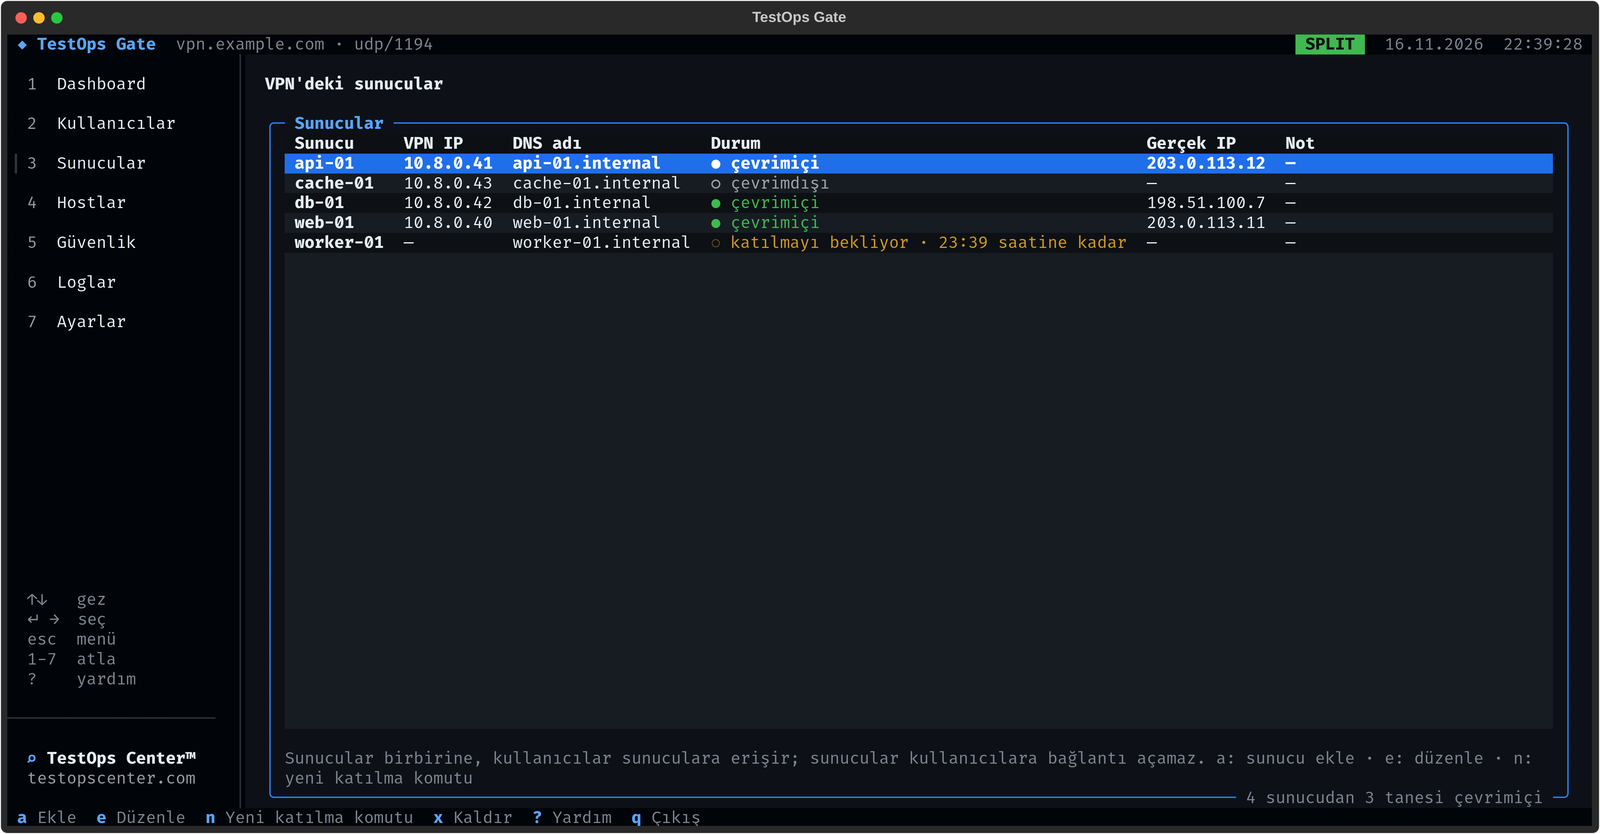 TestOps Gate
◆ TestOps Gate vpn.example.com · udp/1194 SPLIT 16.11.2026 22:39:28
1 Dashboard
2 Kullanıcılar
3 Sunucular
4 Hostlar
5 Güvenlik
6 Loglar
7 Ayarlar
↑↓ gez
↵ → seç
esc menü
1-7 atla
? yardım
⌕ TestOps Center™
testopscenter.com
VPN'deki sunucular
Sunucular
Sunucu VPN IP DNS adı Durum Gerçek IP Not
api-01 10.8.0.41 api-01.internal ● çevrimiçi 203.0.113.12 —
cache-01 10.8.0.43 cache-01.internal ○ çevrimdışı — —
db-01 10.8.0.42 db-01.internal ● çevrimiçi 198.51.100.7 —
web-01 10.8.0.40 web-01.internal ● çevrimiçi 203.0.113.11 —
worker-01 — worker-01.internal ◌ katılmayı bekliyor · 23:39 saatine kadar — —
Sunucular birbirine, kullanıcılar sunuculara erişir; sunucular kullanıcılara bağlantı açamaz. a: sunucu ekle · e: düzenle · n:
yeni katılma komutu
4 sunucudan 3 tanesi çevrimiçi
a Ekle e Düzenle n Yeni katılma komutu x Kaldır ? Yardım q Çıkış